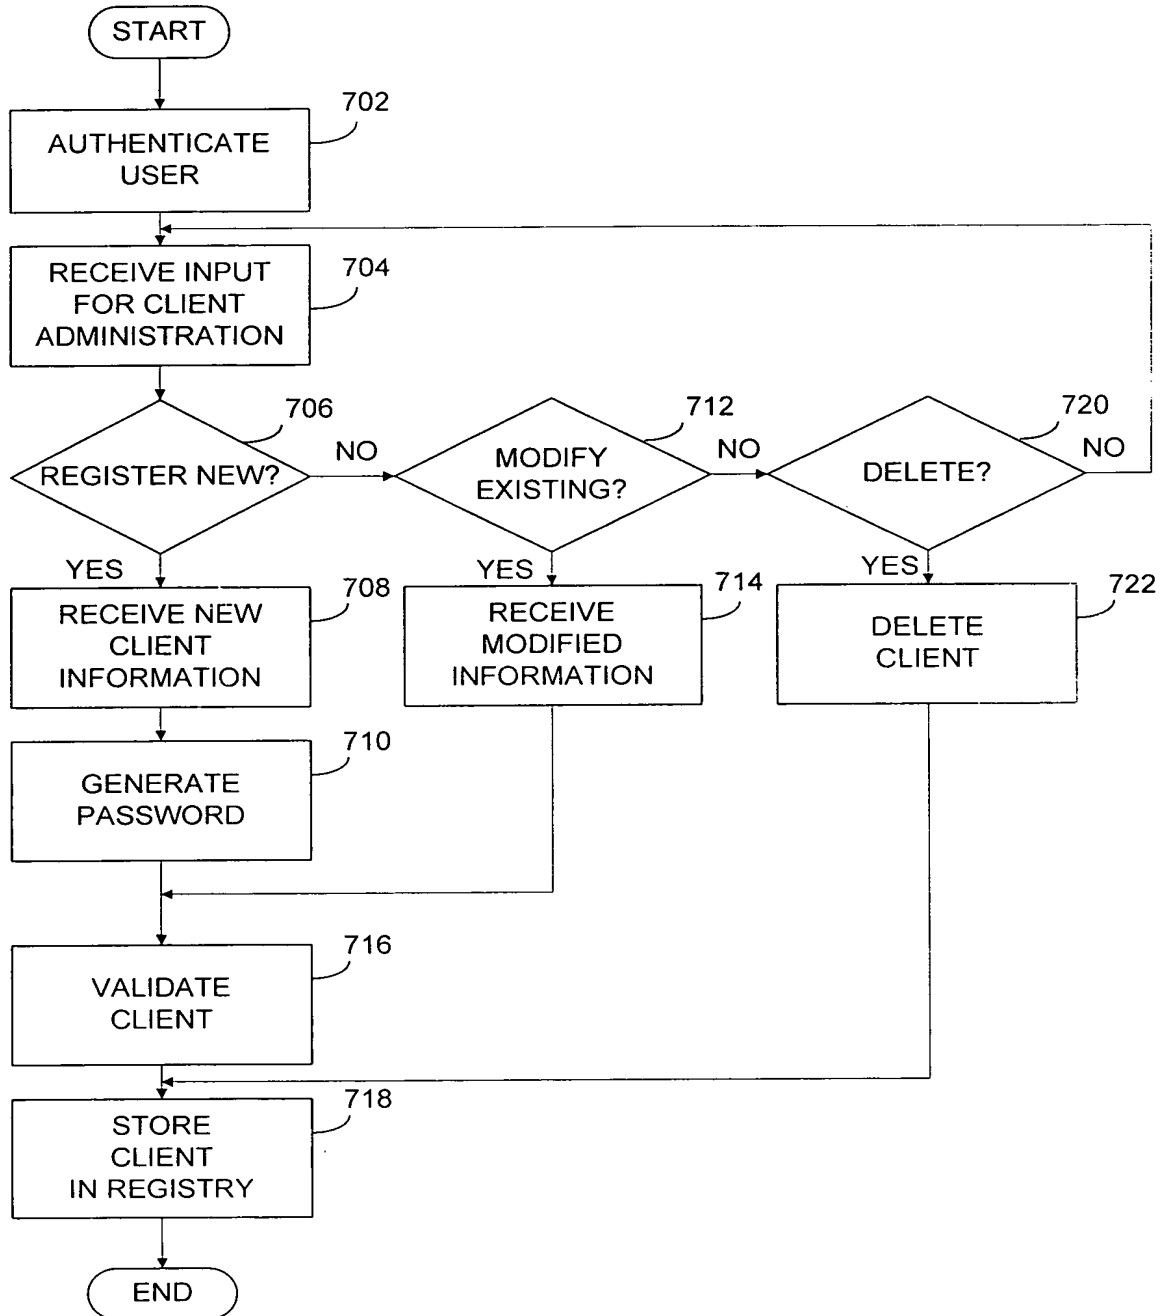 START
702
AUTHENTICATE
USER
704
RECEIVE INPUT
FOR CLIENT
ADMINISTRATION
706
REGISTER NEW?
NO
712
MODIFY
EXISTING?
NO
720
DELETE?
NO
YES
708
RECEIVE NEW
CLIENT
INFORMATION
YES
714
RECEIVE
MODIFIED
INFORMATION
YES
722
DELETE
CLIENT
710
GENERATE
PASSWORD
716
VALIDATE
CLIENT
718
STORE
CLIENT
IN REGISTRY
END